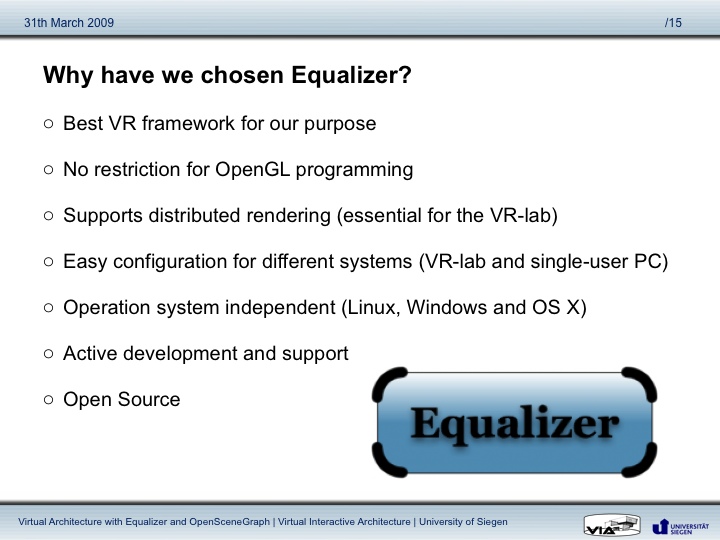 31th March 2009 /15
Why have we chosen Equalizer?
○ Best VR framework for our purpose
○ No restriction for OpenGL programming
○ Supports distributed rendering (essential for the VR-lab)
○ Easy configuration for different systems (VR-lab and single-user PC)
○ Operation system independent (Linux, Windows and OS X)
○ Active development and support
○ Open Source
Equalizer
Virtual Architecture with Equalizer and OpenSceneGraph | Virtual Interactive Architecture | University of Siegen
VIA
UNIVERSITÄT
SIEGEN